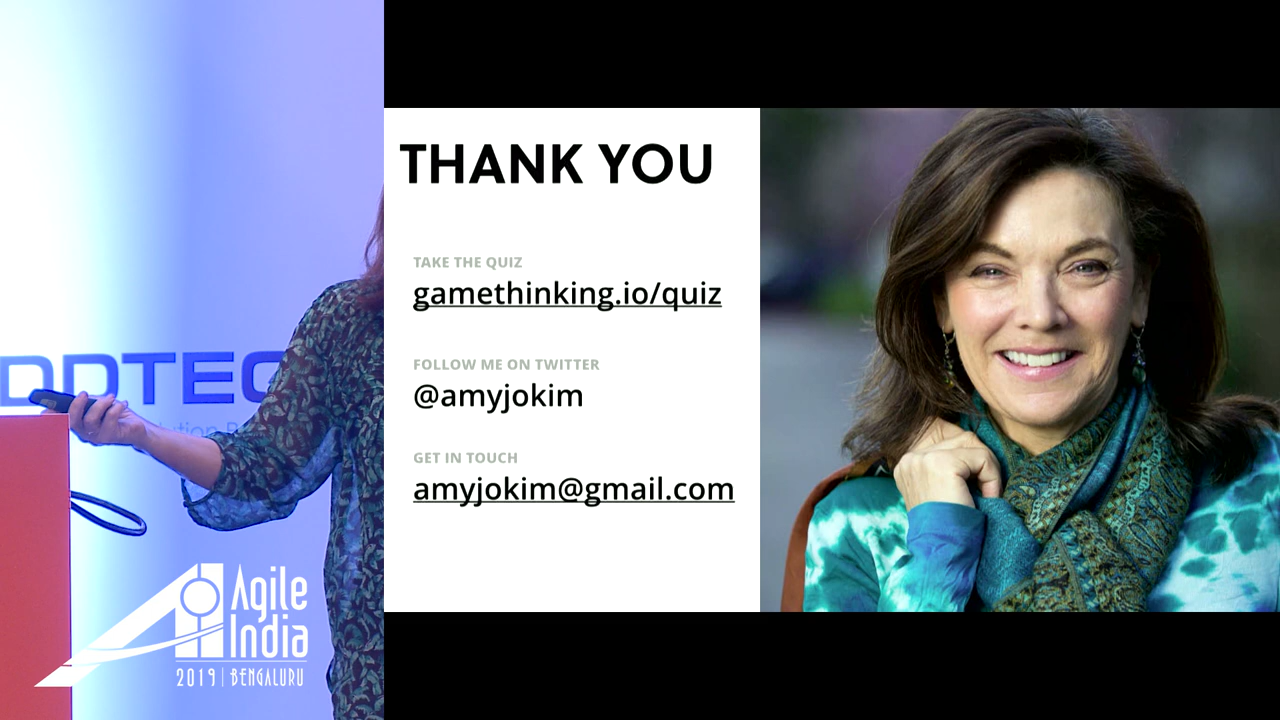 THANK YOU
TAKE THE QUIZ
gamethinking.io/quiz
FOLLOW ME ON TWITTER
@amyjokim
GET IN TOUCH
amyjokim@gmail.com
DDTEC
Agile
India
2019 | BENGALURU